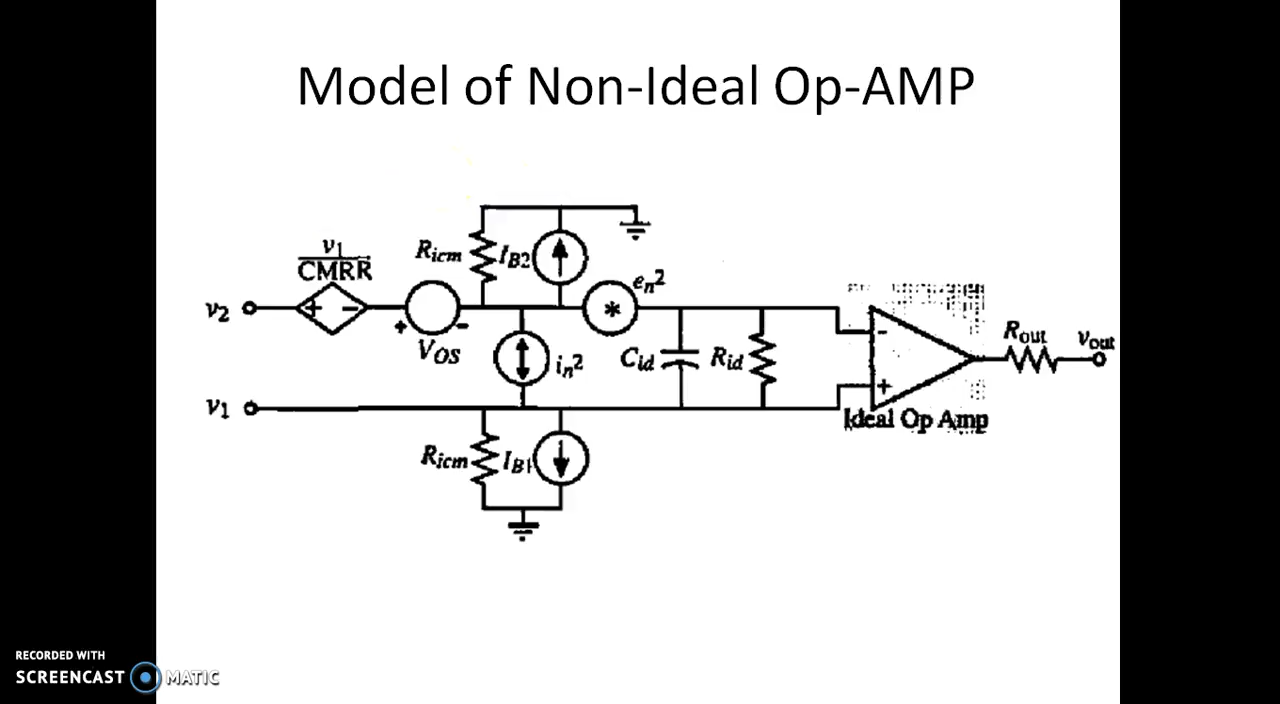 Model of Non-Ideal Op-AMP
v1
CMRR
Ricm
IB2
en²
v2
+ -
+ -
VOS
in²
Cid
Rid
-
+
Rout
vout
v1
Ideal Op Amp
Ricm
IB1
*
RECORDED WITH
SCREENCAST MATIC